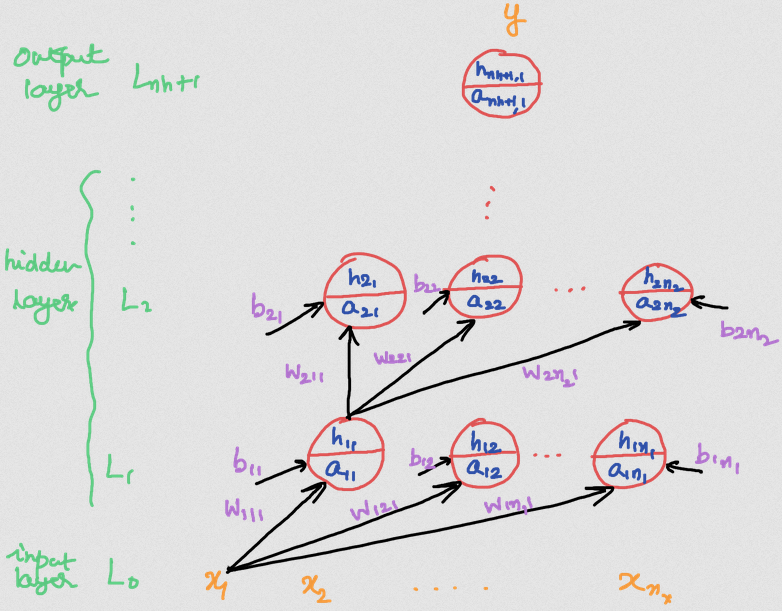 y
output
layer L_{nh+1}
h_{nh+1,1}
a_{nh+1,1}
hidden
layer
L_2
b_{21}
h_{21}
a_{21}
b_{22}
h_{22}
a_{22}
...
h_{2n_2}
a_{2n_2}
b_{2n_2}
W_{211}
W_{221}
W_{2n_21}
L_1
b_{11}
h_{11}
a_{11}
b_{12}
h_{12}
a_{12}
...
h_{1n_1}
a_{1n_1}
b_{1n_1}
W_{111}
W_{121}
W_{1n_11}
input
layer L_0
x_1 x_2 ..... x_{n_x}